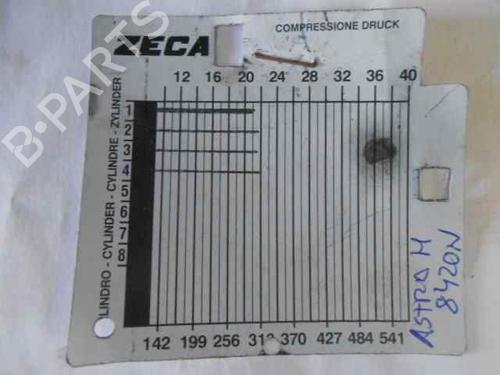 ZECA
COMPRESSIONE DRUCK
12 16 20 24 28 32 36 40
LINDRO - CYLINDER - CYLINDRE - ZYLINDER
1
2
3
4
5
6
7
8
142 199 256 313 370 427 484 541
ASTRA H
8420N
B-PARTS